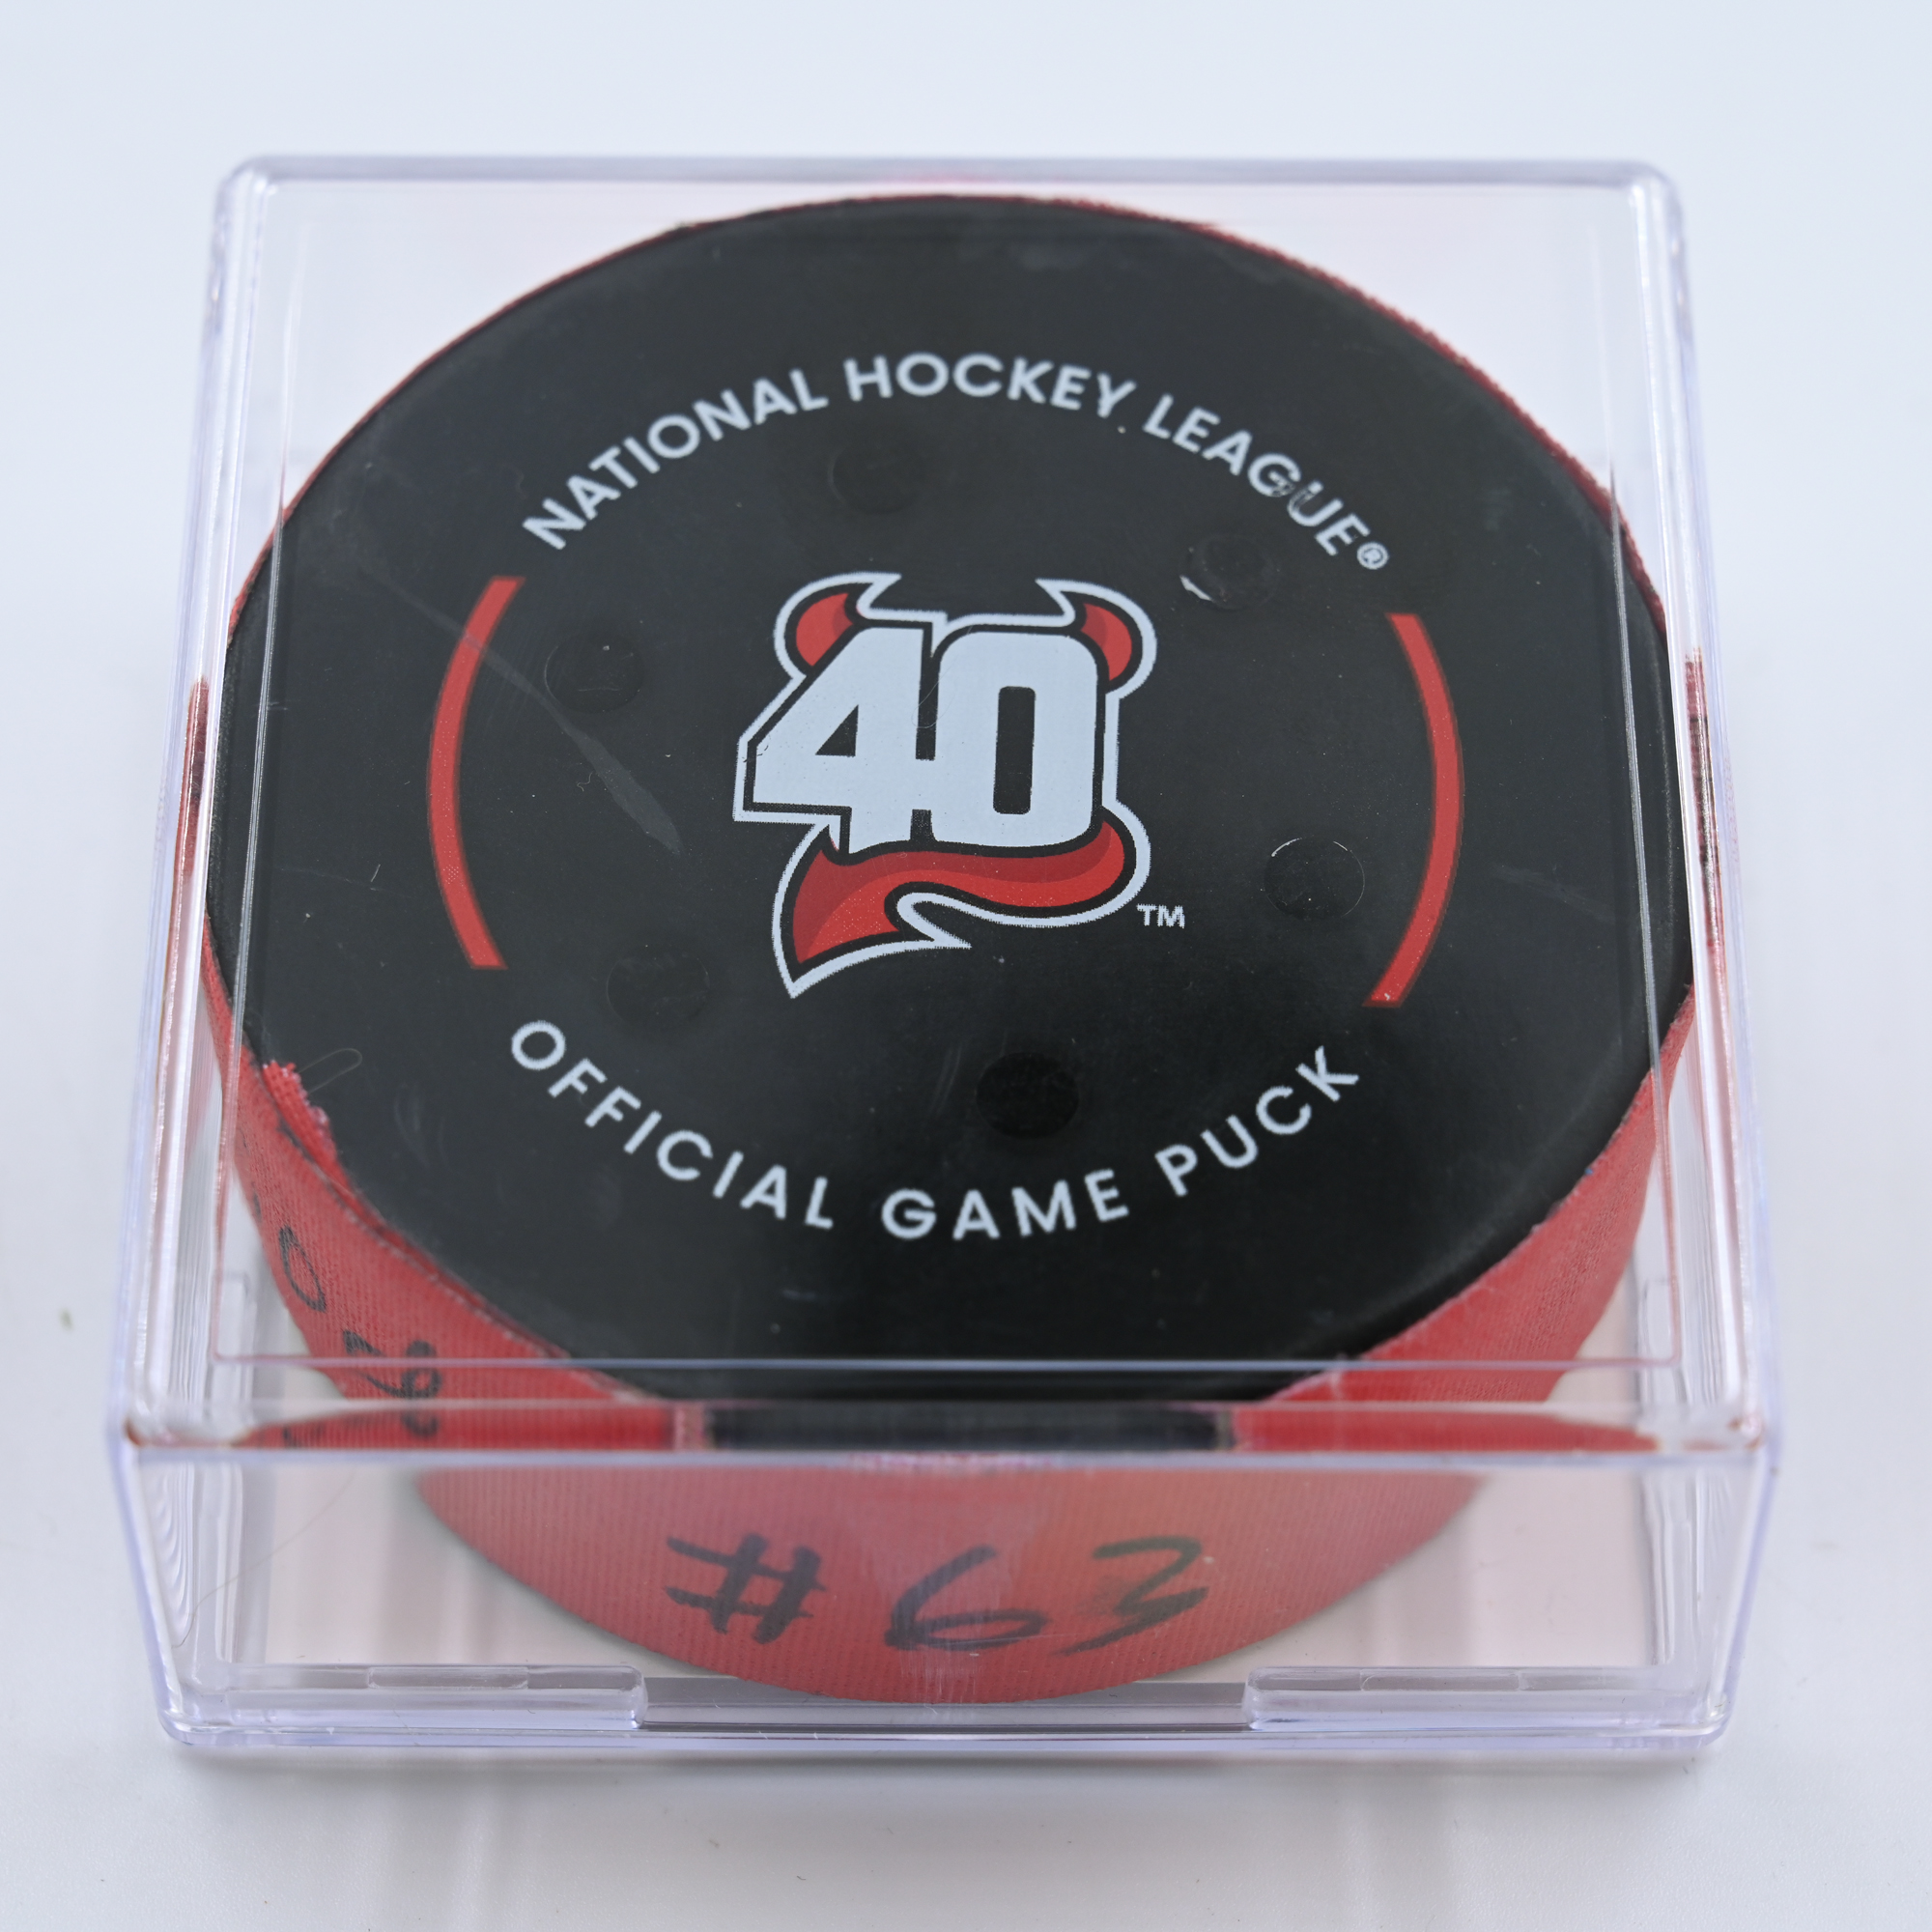 NATIONAL HOCKEY LEAGUE®
40
TM
OFFICIAL GAME PUCK
#63